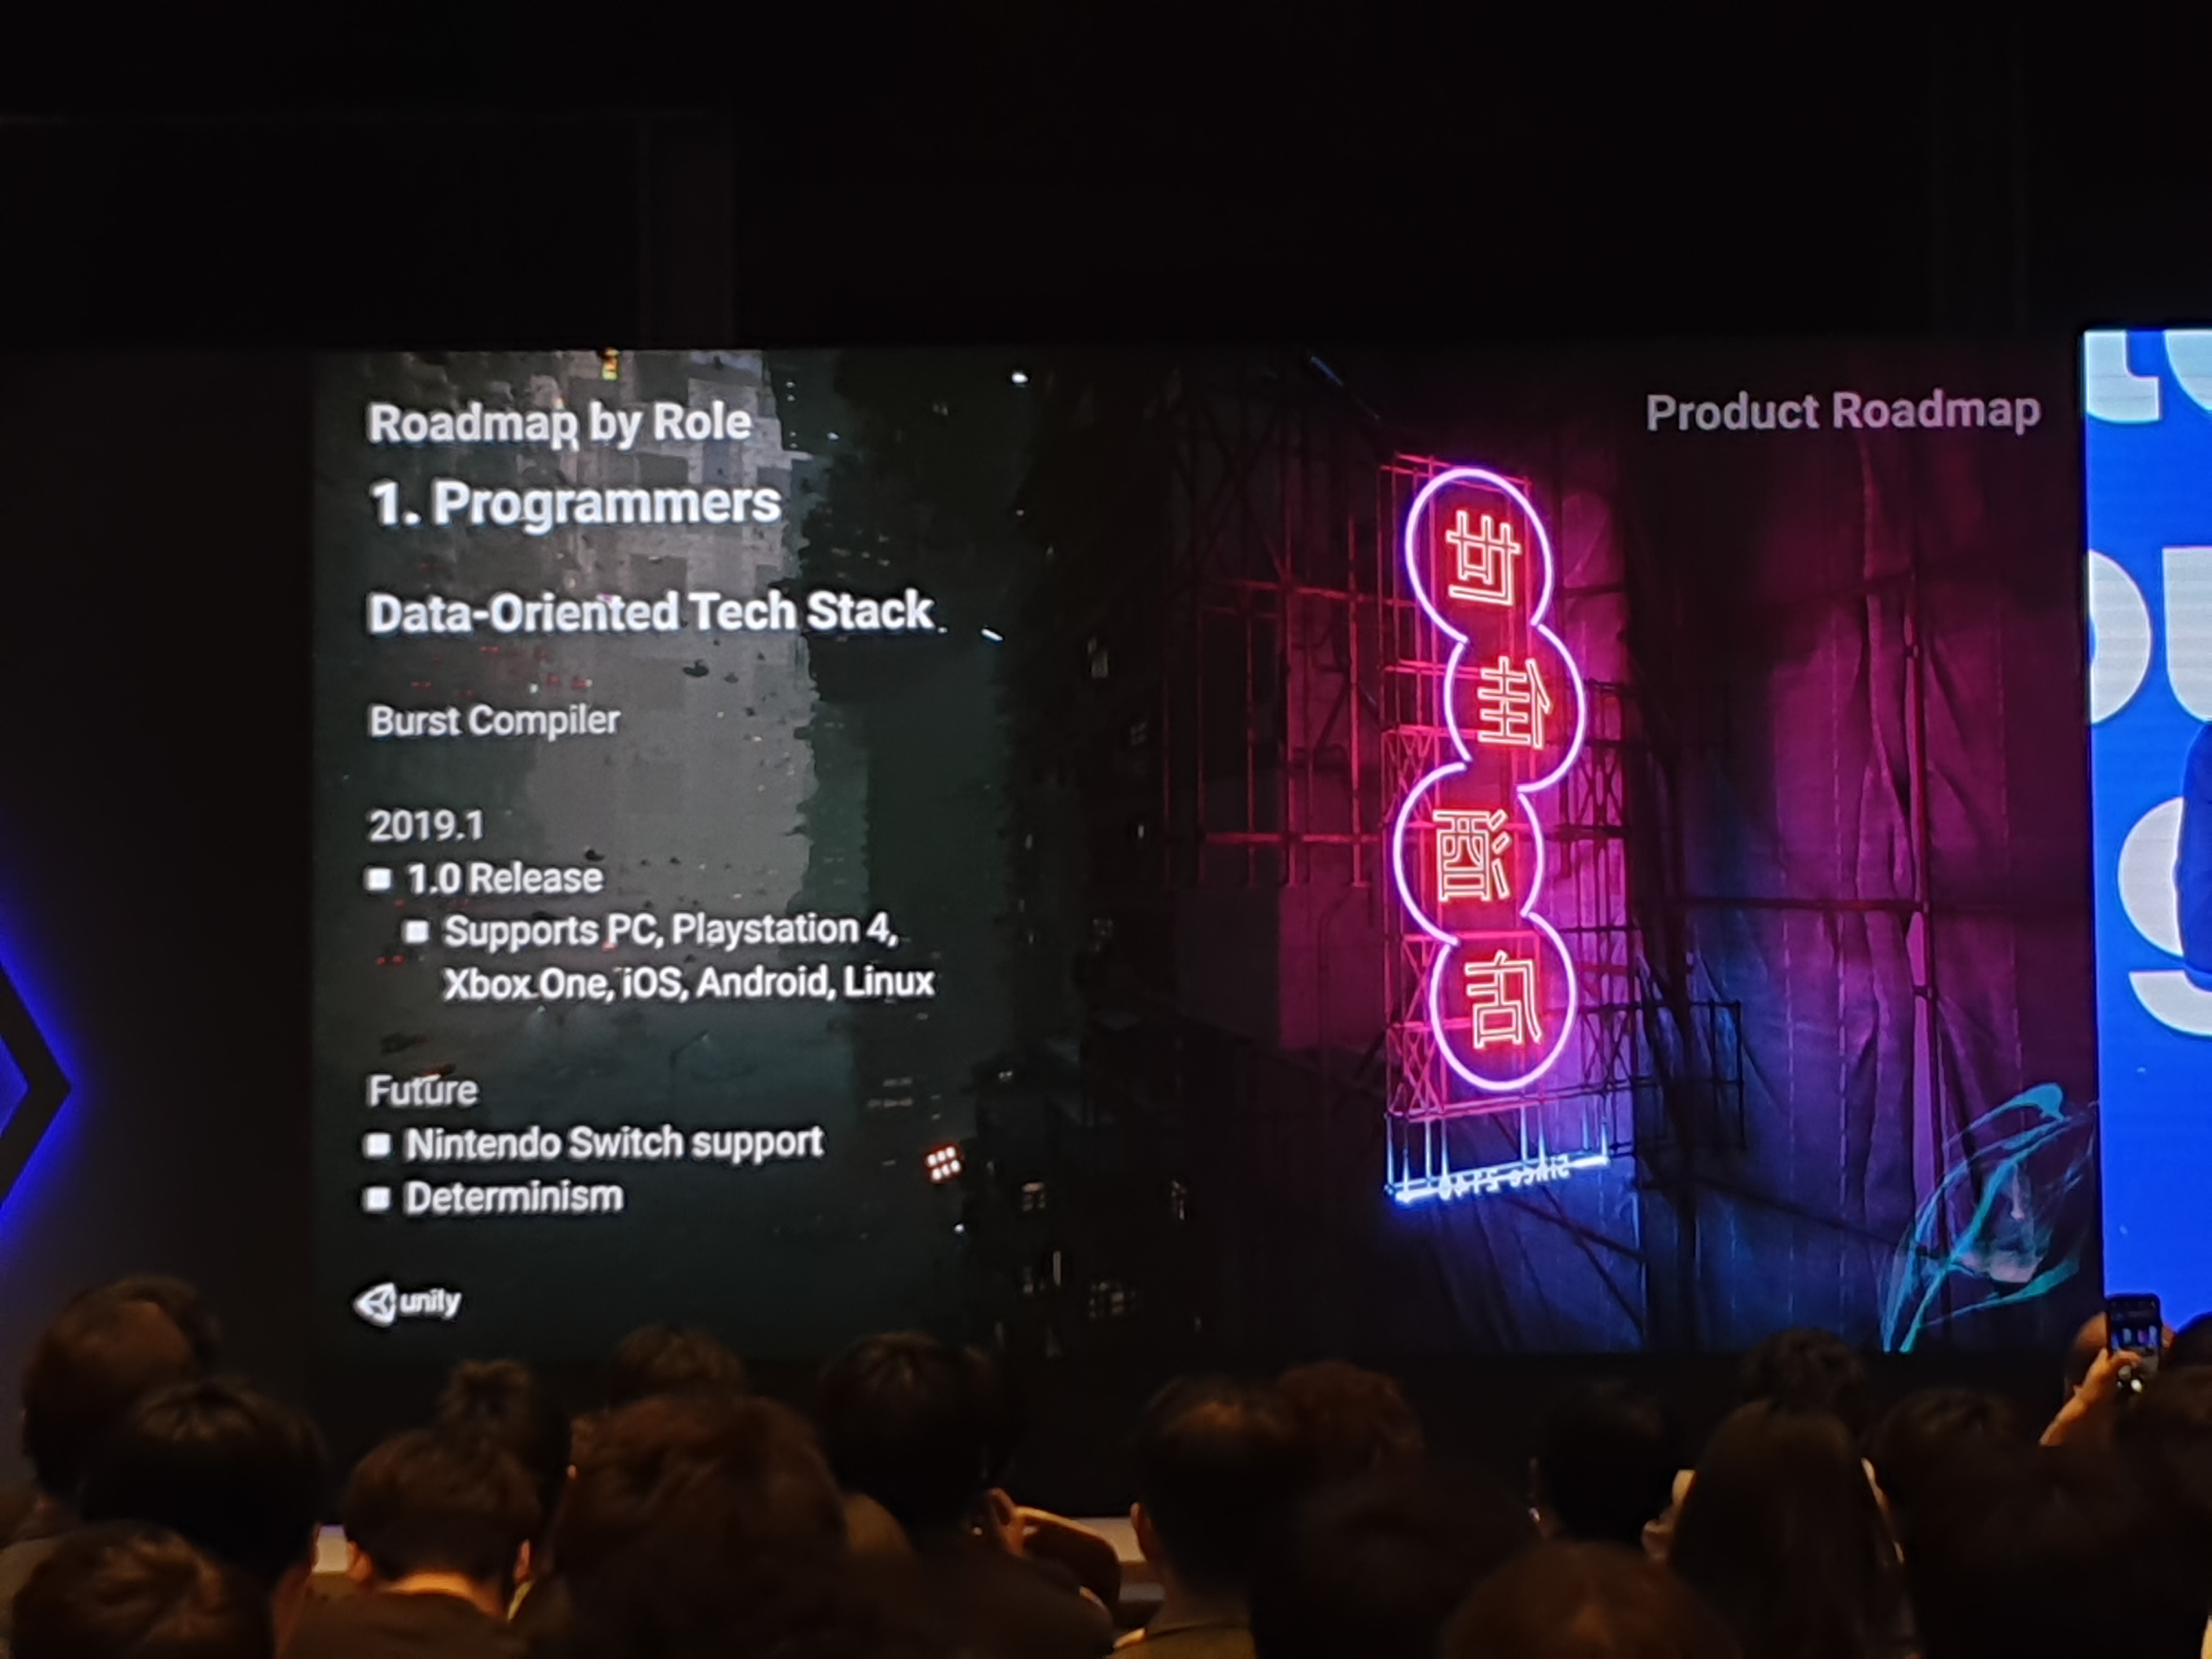 Roadmap by Role
Product Roadmap
1. Programmers
Data-Oriented Tech Stack
Burst Compiler
2019.1
1.0 Release
Supports PC, Playstation 4,
Xbox One, iOS, Android, Linux
Future
Nintendo Switch support
Determinism
unity
世
佳
酒
店